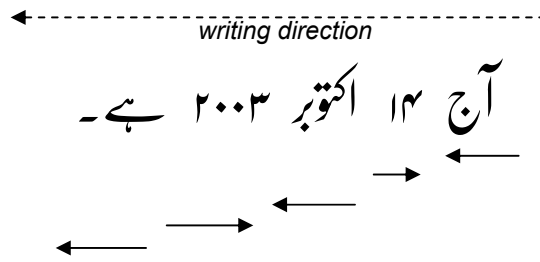 writing direction
آج ۱۴ اکتوبر ۲۰۰۳ ہے۔